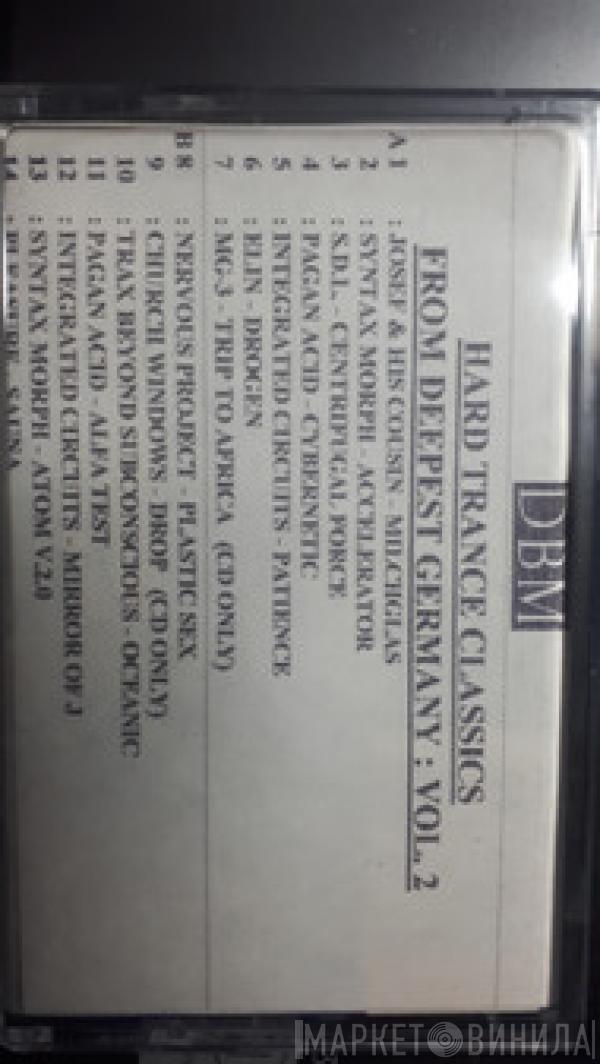 DBM
HARD TRANCE CLASSICS
FROM DEEPEST GERMANY : VOL. 2
A 1 : JOSEF & HIS COUSIN - MILCHGLAS
2 : SYNTAX MORPH - ACCELERATOR
3 : S.D.L. - CENTRIFUGAL FORCE
4 : PAGAN ACID - CYBERNETIC
5 : INTEGRATED CIRCUITS - PATIENCE
6 : ELIN - DROGEN
7 : MG-3 - TRIP TO AFRICA (CD ONLY)
B 8 : NERVOUS PROJECT - PLASTIC SEX
9 : CHURCH WINDOWS - DROP (CD ONLY)
10 : TRAX BEYOND SUBCONSCIOUS - OCEANIC
11 : PAGAN ACID - ALFA TEST
12 : INTEGRATED CIRCUITS - MIRROR OF J
13 : SYNTAX MORPH - ATOM V2.0
14 : SAUNA
МАРКЕТ ВИНИЛА